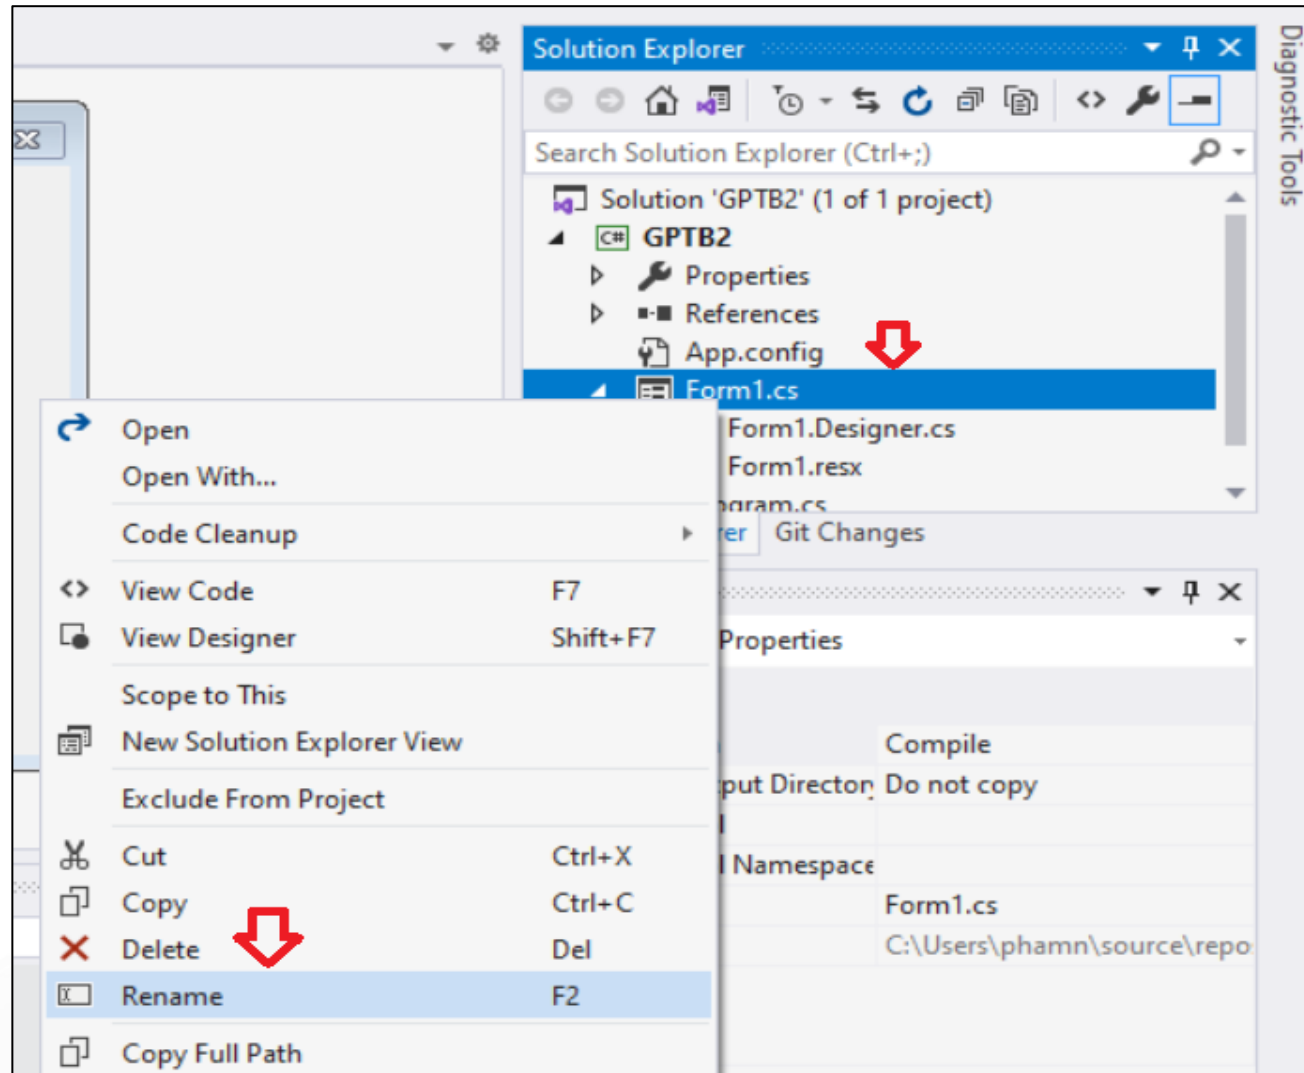 Solution Explorer
Search Solution Explorer (Ctrl+;)
Solution 'GPTB2' (1 of 1 project)
C# GPTB2
Properties
References
App.config
Form1.cs
Form1.Designer.cs
Form1.resx
Git Changes
Diagnostic Tools
Open
Open With...
Code Cleanup
View Code F7
View Designer Shift+F7
Scope to This
New Solution Explorer View
Exclude From Project
Cut Ctrl+X
Copy Ctrl+C
Delete Del
Rename F2
Copy Full Path
Properties
Compile
Directory Do not copy
Namespace
Form1.cs
C:\Users\phamn\source\repo